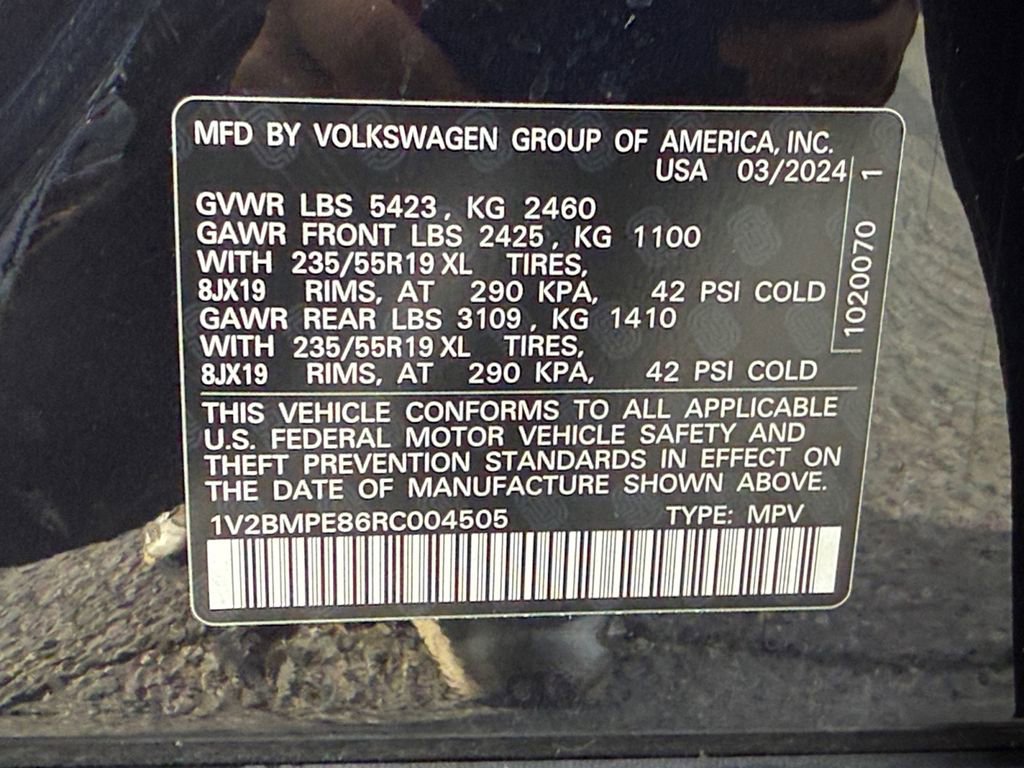 MFD BY VOLKSWAGEN GROUP OF AMERICA, INC.
USA 03/2024
GVWR LBS 5423, KG 2460
GAWR FRONT LBS 2425, KG 1100
WITH 235/55R19 XL TIRES,
8JX19 RIMS, AT 290 KPA, 42 PSI COLD
GAWR REAR LBS 3109, KG 1410
WITH 235/55R19 XL TIRES,
8JX19 RIMS, AT 290 KPA, 42 PSI COLD
1020070 1
THIS VEHICLE CONFORMS TO ALL APPLICABLE
U.S. FEDERAL MOTOR VEHICLE SAFETY AND
THEFT PREVENTION STANDARDS IN EFFECT ON
THE DATE OF MANUFACTURE SHOWN ABOVE.
1V2BMPE86RC004505 TYPE: MPV